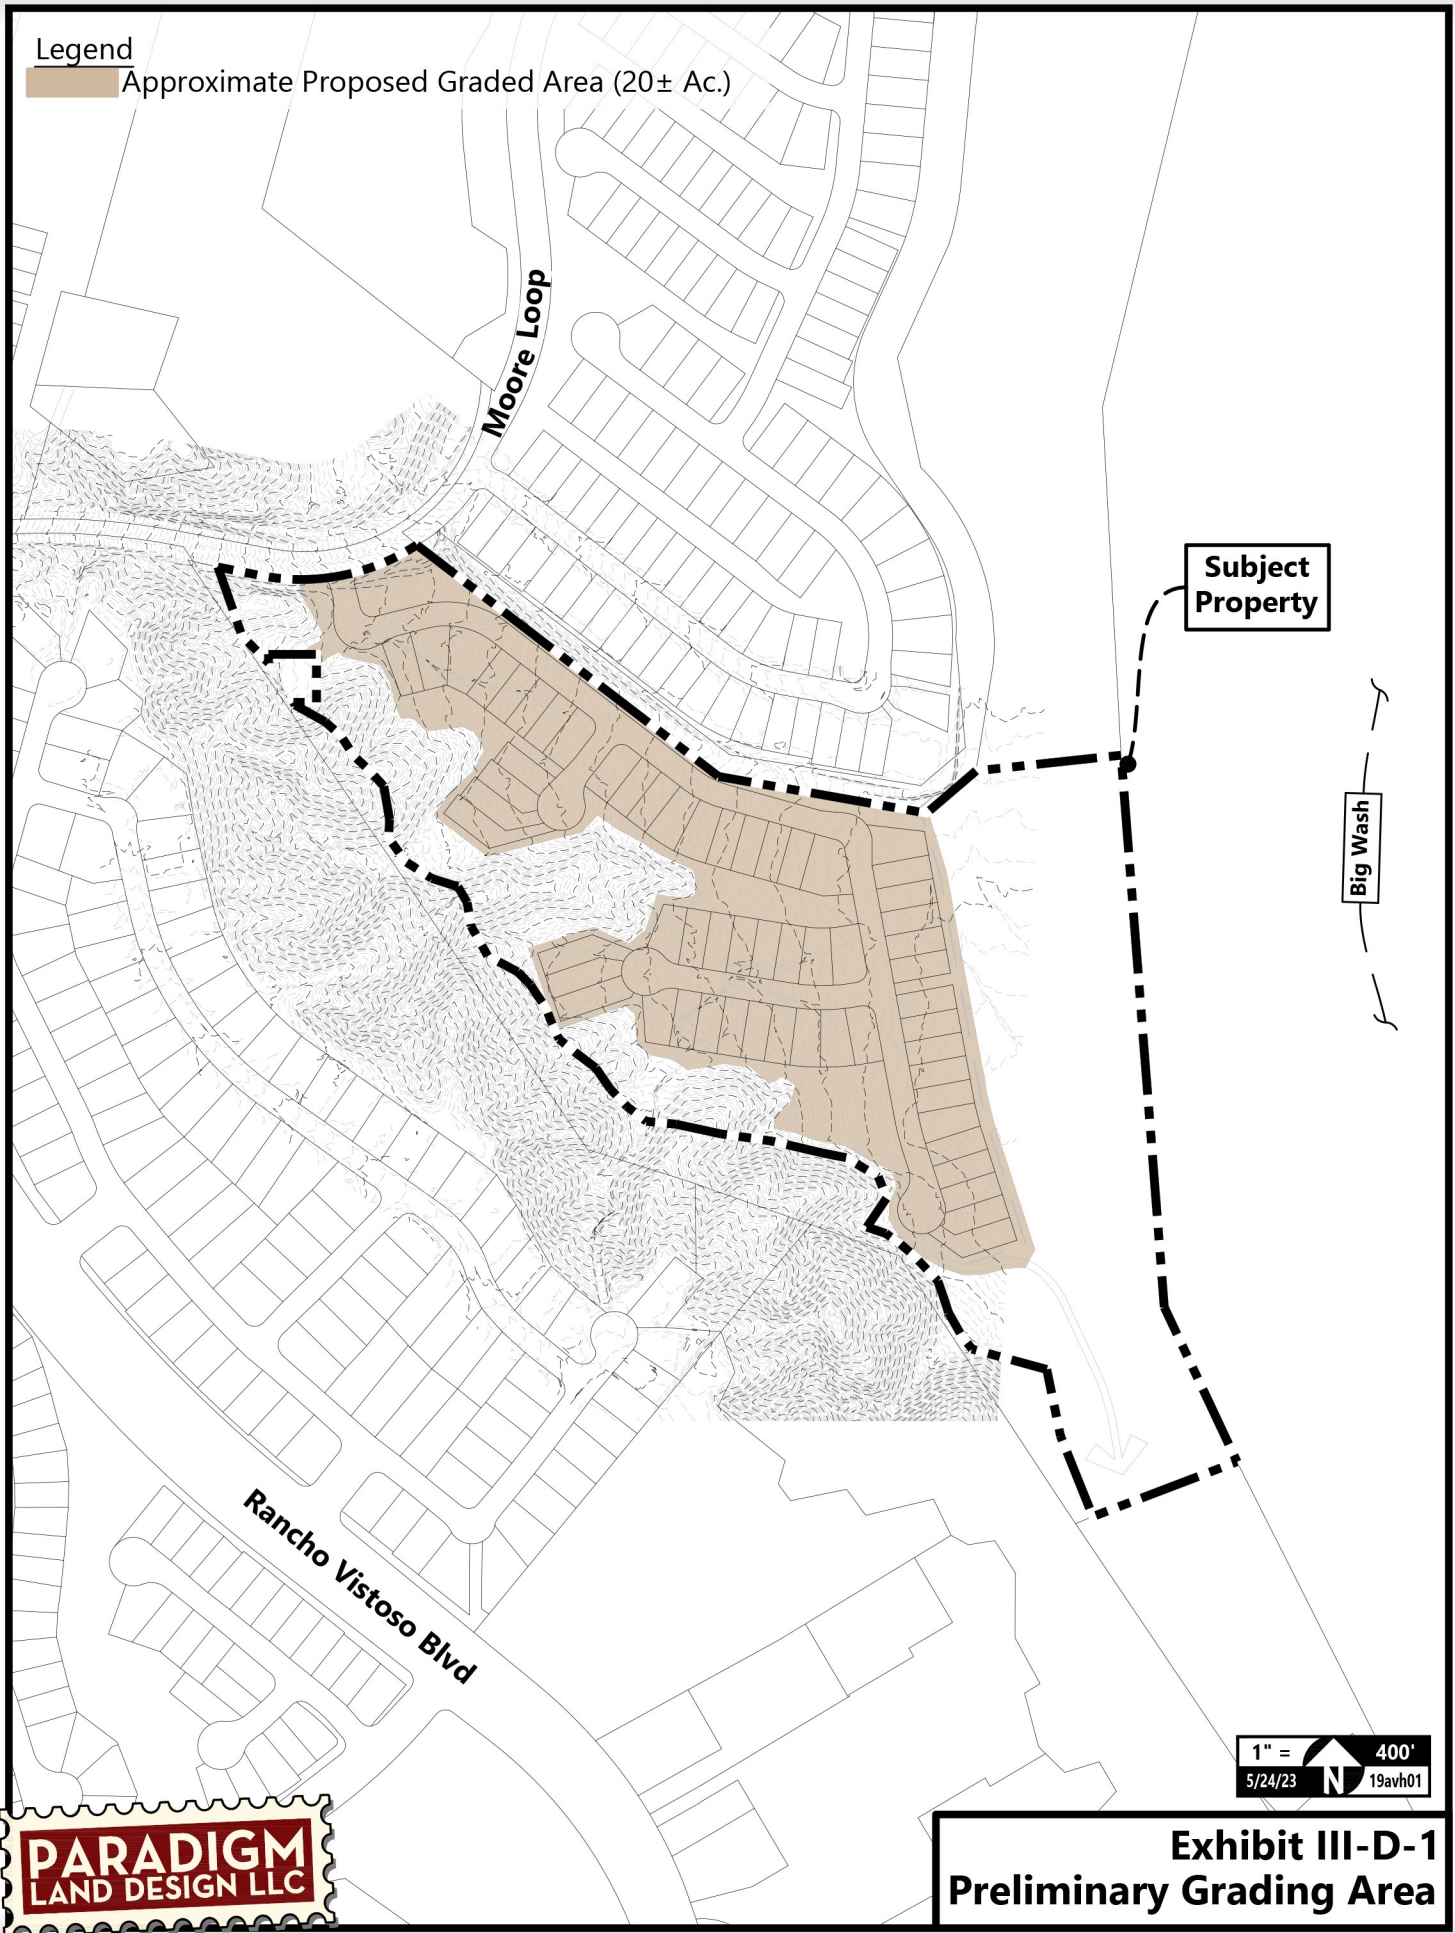 Legend
Approximate Proposed Graded Area (20± Ac.)
Moore Loop
Subject
Property
Big Wash
Rancho Vistoso Blvd
1" = 400'
5/24/23 N 19avh01
PARADIGM
LAND DESIGN LLC
Exhibit III-D-1
Preliminary Grading Area